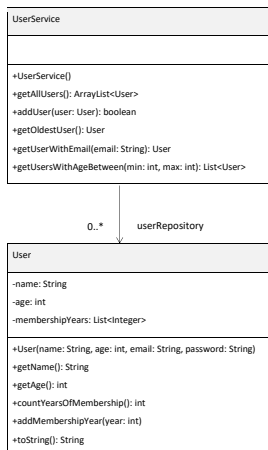 UserService
+UserService()
+getAllUsers(): ArrayList<User>
+addUser(user: User): boolean
+getOldestUser(): User
+getUserWithEmail(email: String): User
+getUsersWithAgeBetween(min: int, max: int): List<User>
0..* userRepository
User
-name: String
-age: int
-membershipYears: List<Integer>
+User(name: String, age: int, email: String, password: String)
+getName(): String
+getAge(): int
+countYearsOfMembership(): int
+addMembershipYear(year: int)
+toString(): String